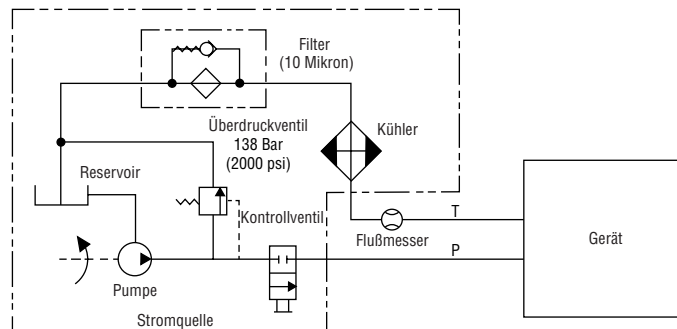 Filter
(10 Mikron)
Überdruckventil
138 Bar
(2000 psi)
Kühler
Reservoir
Kontrollventil
T
Flußmesser
Gerät
P
Pumpe
Stromquelle